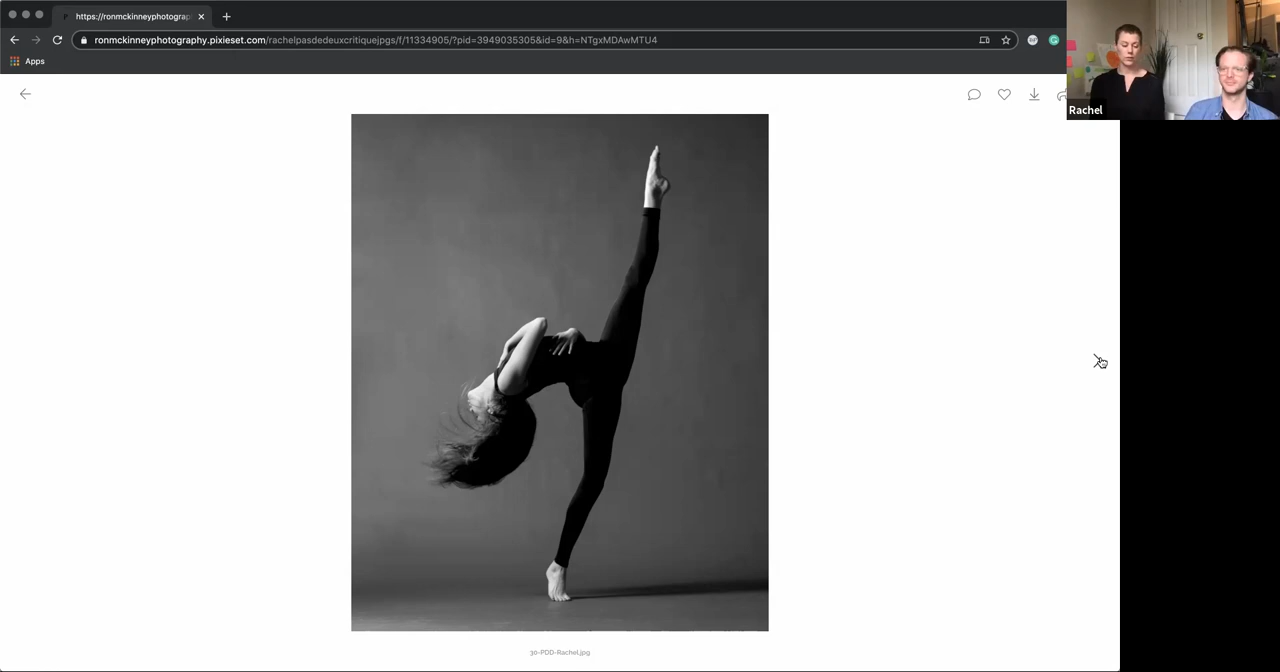 https://ronmckinneyphotograp
ronmckinneyphotography.pixieset.com/rachelpasdedeuxcritiquejpgs/f/11334905/?pid=3949035305&id=9&h=NTgxMDAwMTU4
Apps
Rachel
30-PDD-Rachel.jpg